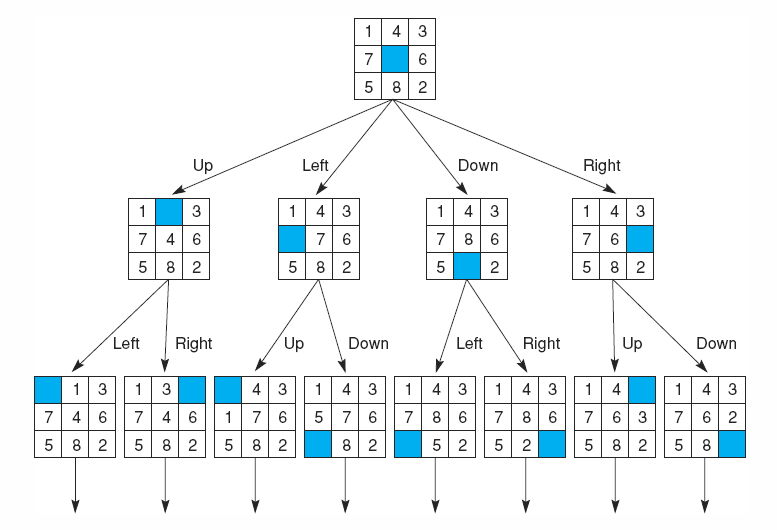 1 4 3
7 6
5 8 2
Up Left Down Right
1 3 1 4 3 1 4 3 1 4 3
7 4 6 7 6 7 8 6 7 6
5 8 2 5 8 2 5 2 5 8 2
Left Right Up Down Left Right Up Down
1 3 1 3 4 3 1 4 3 1 4 3 1 4 3 1 4 1 4 3
7 4 6 7 4 6 1 7 6 5 7 6 7 8 6 7 8 6 7 6 3 7 6 2
5 8 2 5 8 2 5 8 2 8 2 5 2 5 2 5 8 2 5 8